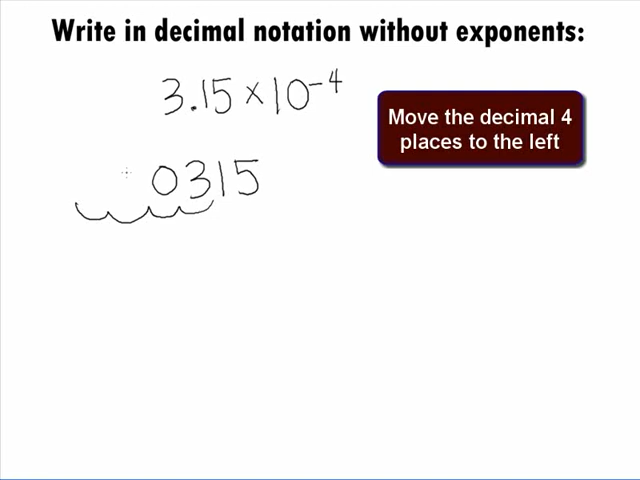 Write in decimal notation without exponents:
3.15 × 10⁻⁴
Move the decimal 4
places to the left
0315